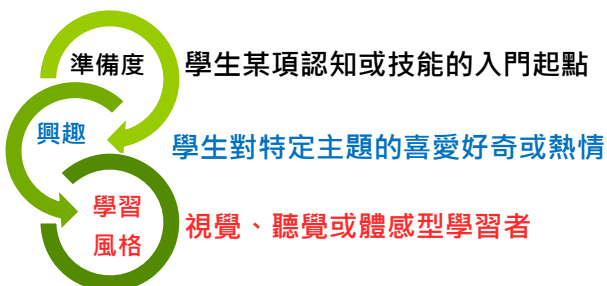 準備度 學生某項認知或技能的入門起點
興趣 學生對特定主題的喜愛好奇或熱情
學習
風格
視覺、聽覺或體感型學習者